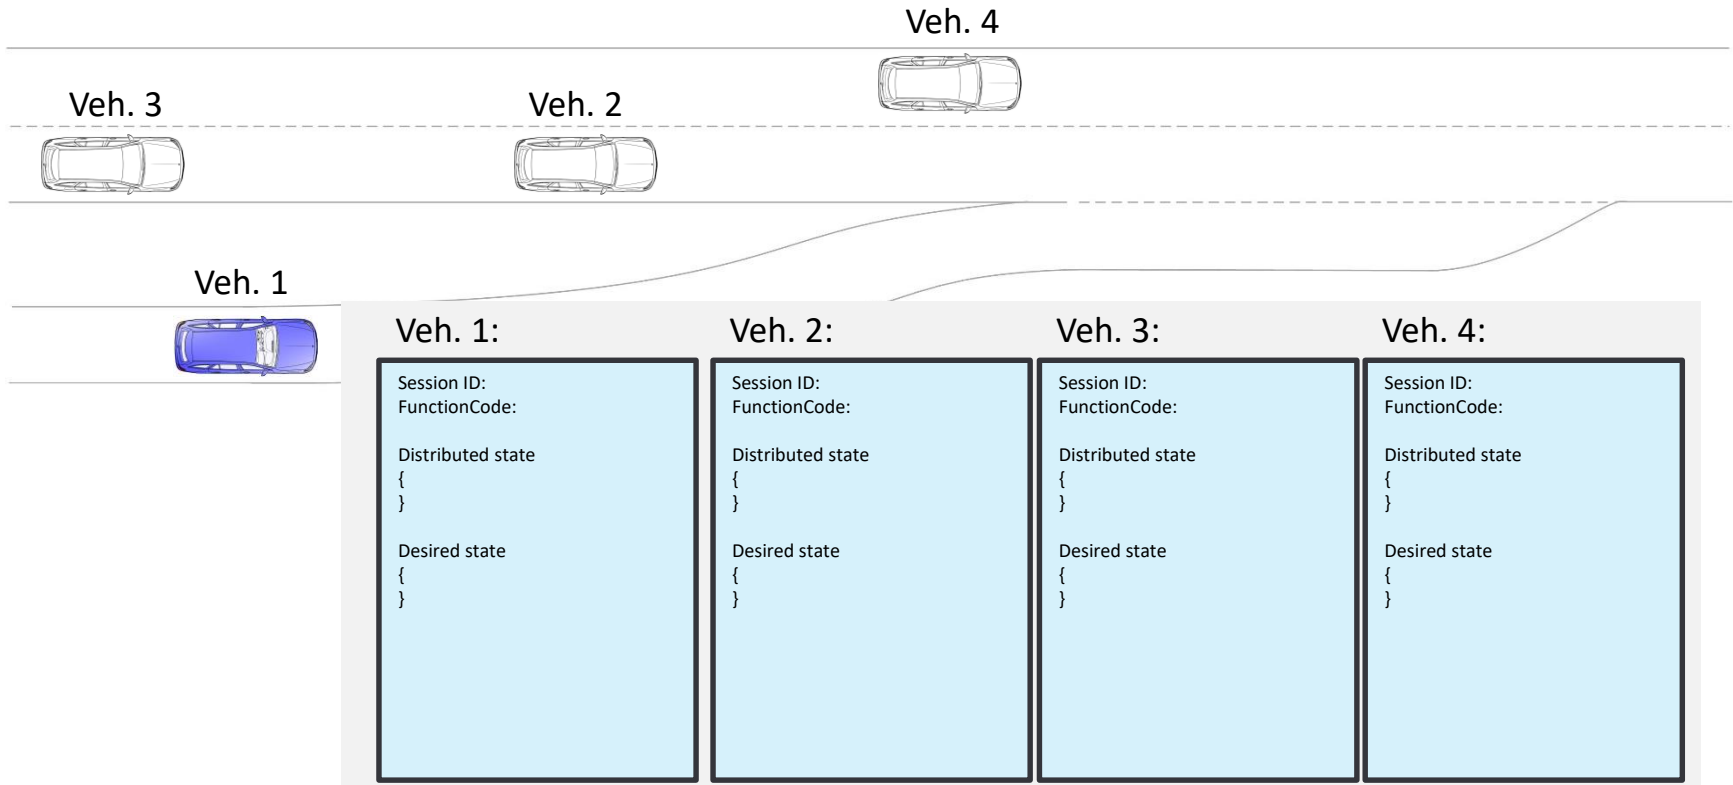 Veh. 4
Veh. 3
Veh. 2
Veh. 1
Veh. 1:
Session ID:
FunctionCode:
Distributed state
{
}
Desired state
{
}
Veh. 2:
Session ID:
FunctionCode:
Distributed state
{
}
Desired state
{
}
Veh. 3:
Session ID:
FunctionCode:
Distributed state
{
}
Desired state
{
}
Veh. 4:
Session ID:
FunctionCode:
Distributed state
{
}
Desired state
{
}